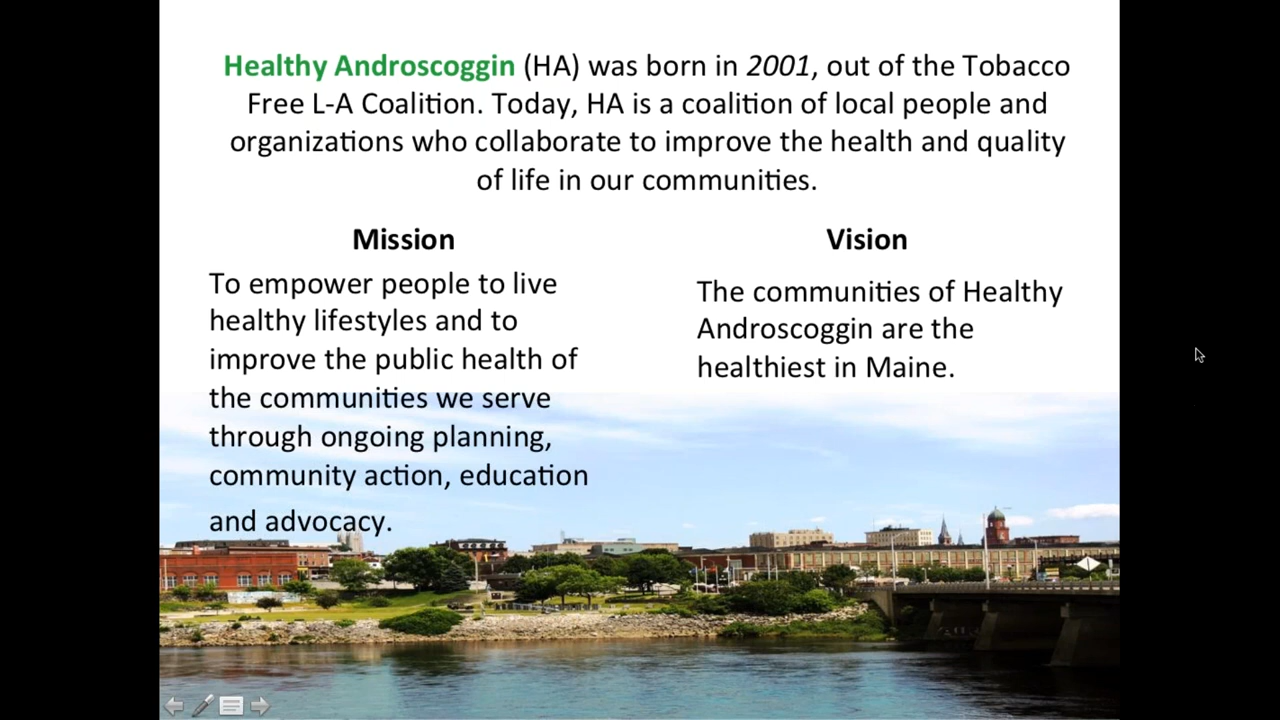 Healthy Androscoggin (HA) was born in 2001, out of the Tobacco
Free L-A Coalition. Today, HA is a coalition of local people and
organizations who collaborate to improve the health and quality
of life in our communities.
Mission
To empower people to live
healthy lifestyles and to
improve the public health of
the communities we serve
through ongoing planning,
community action, education
and advocacy.
Vision
The communities of Healthy
Androscoggin are the
healthiest in Maine.